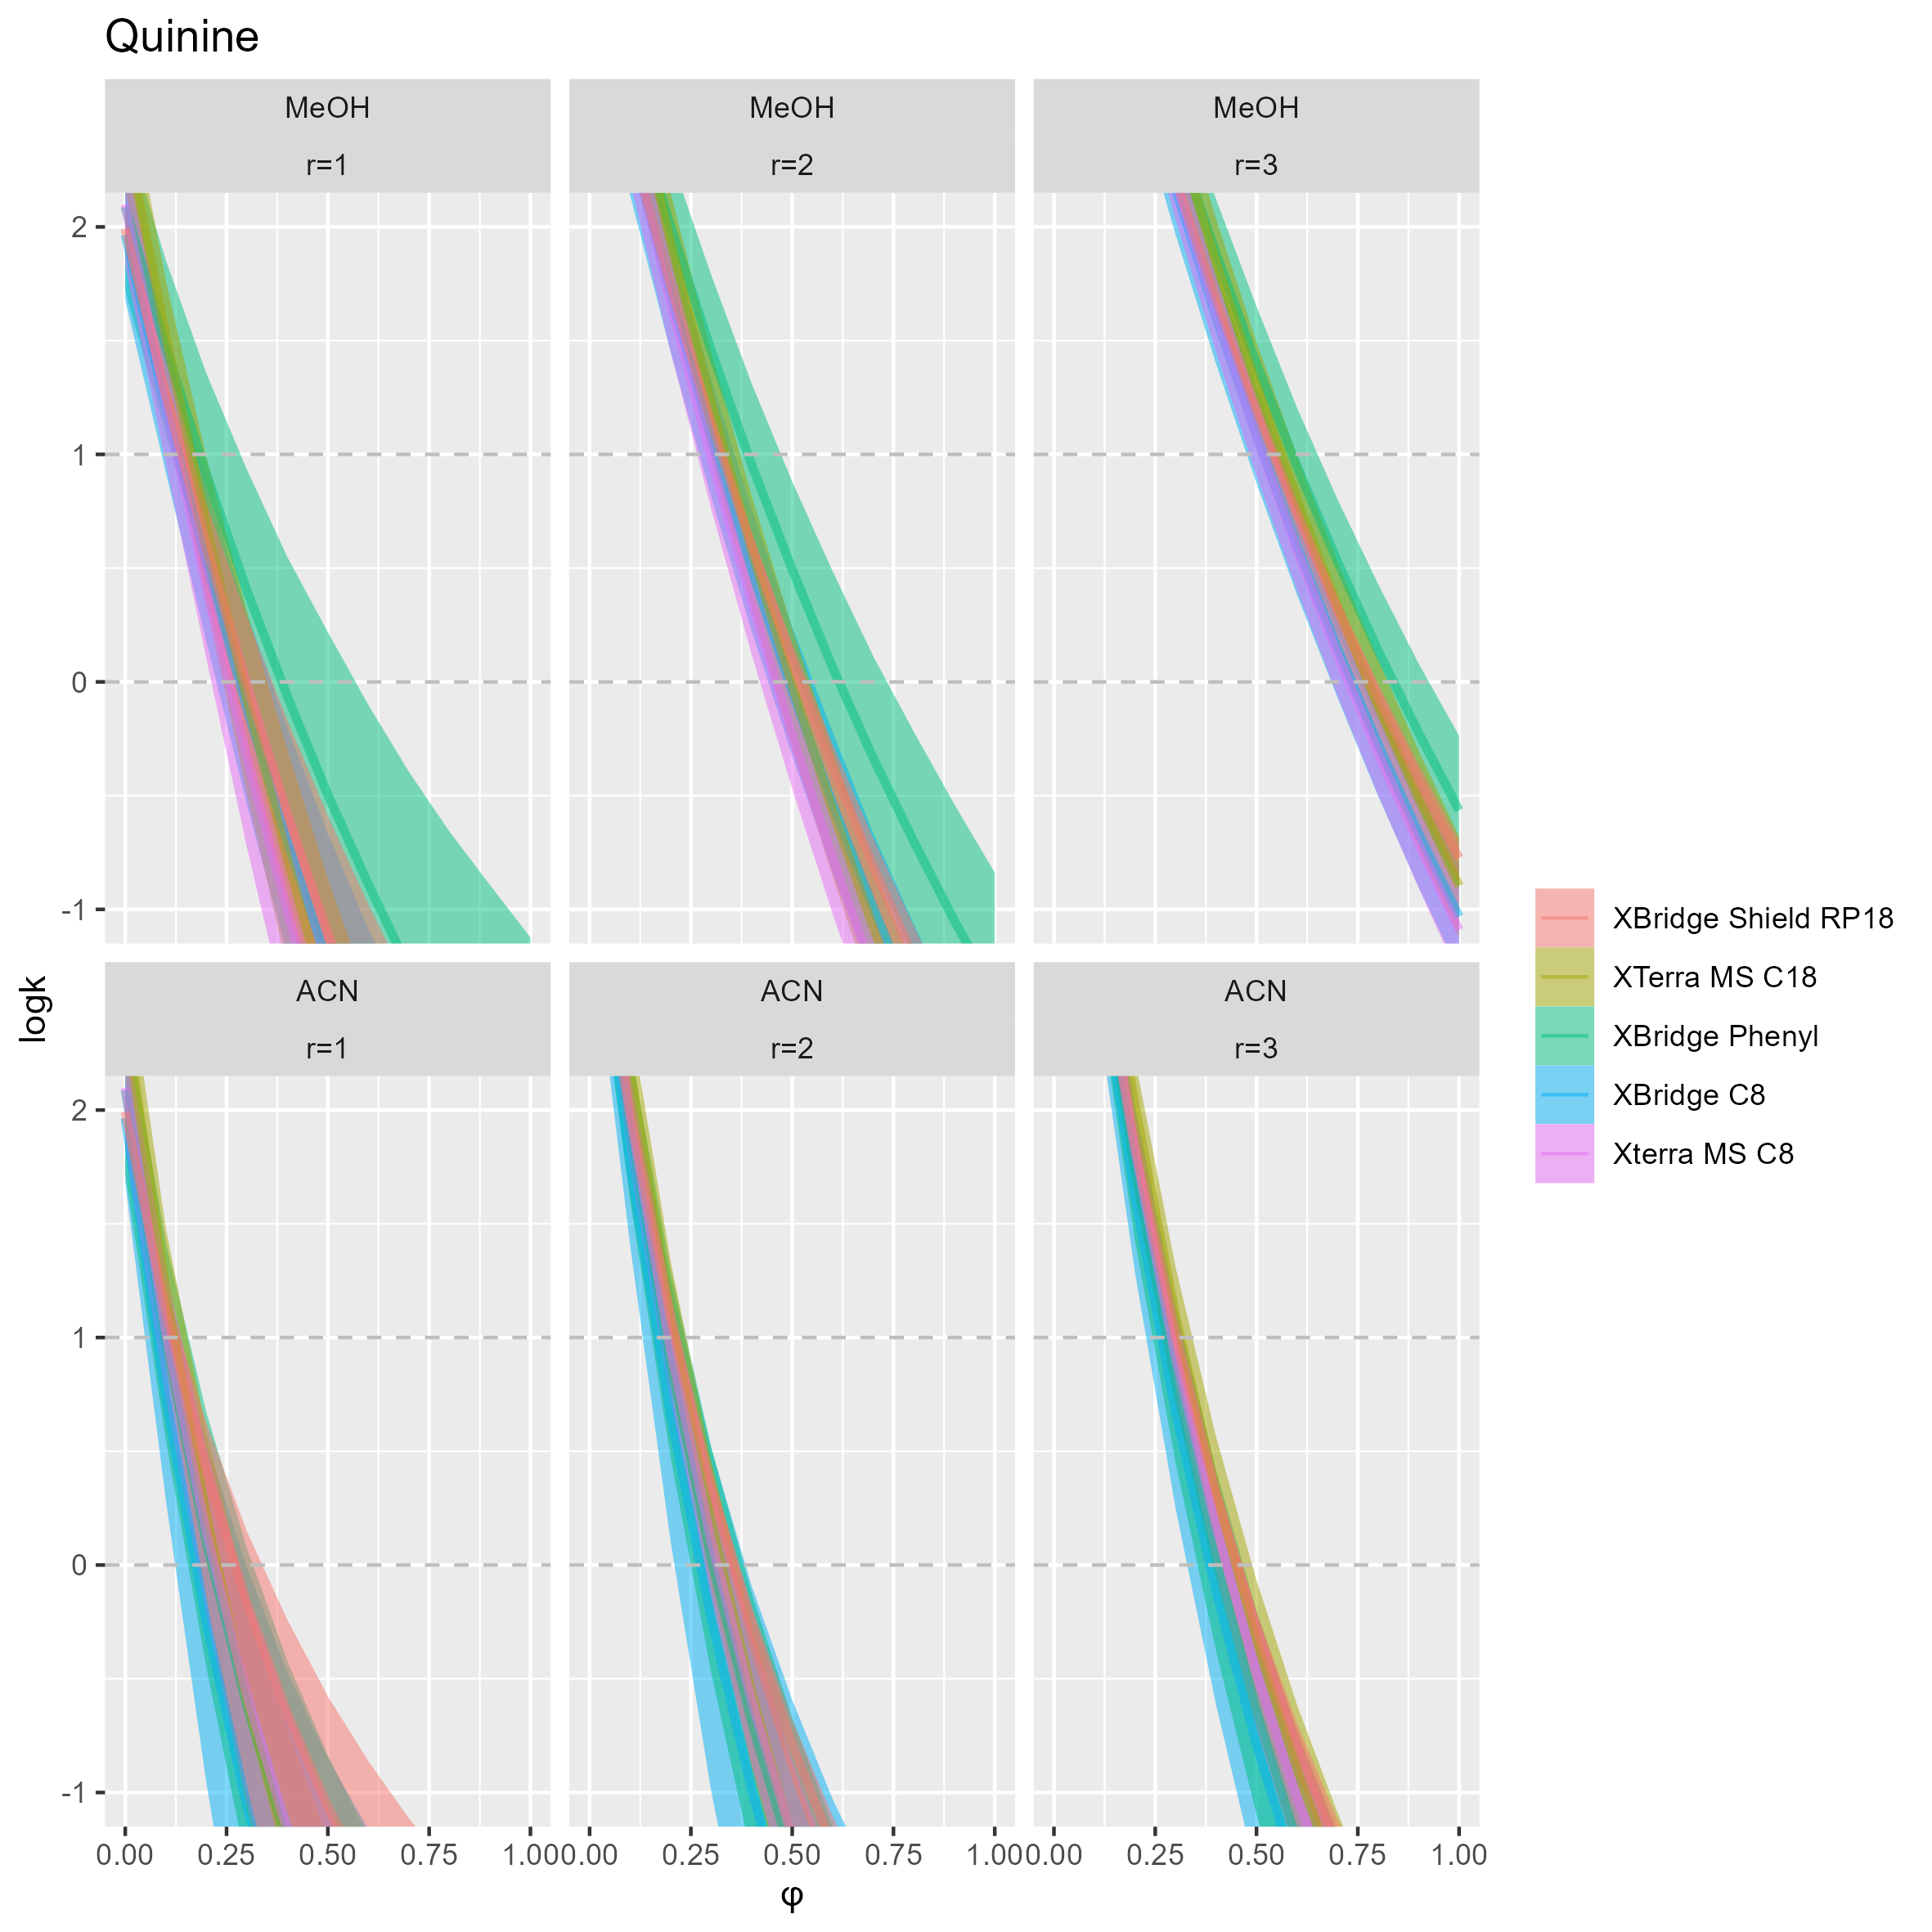 Quinine
MeOH MeOH MeOH
r=1 r=2 r=3
2
1
0
-1
ACN ACN ACN
r=1 r=2 r=3
2
1
0
-1
0.00 0.25 0.50 0.75 1.00 0.00 0.25 0.50 0.75 1.00 0.00 0.25 0.50 0.75 1.00
φ
logk
XBridge Shield RP18
XTerra MS C18
XBridge Phenyl
XBridge C8
Xterra MS C8